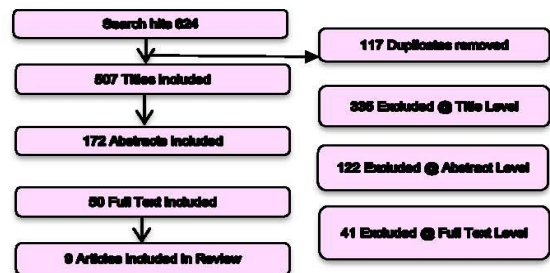 Search hits 624
117 Duplicates removed
507 Titles Included
335 Excluded @ Title Level
172 Abstracts Included
122 Excluded @ Abstract Level
50 Full Text Included
41 Excluded @ Full Text Level
9 Articles Included in Review